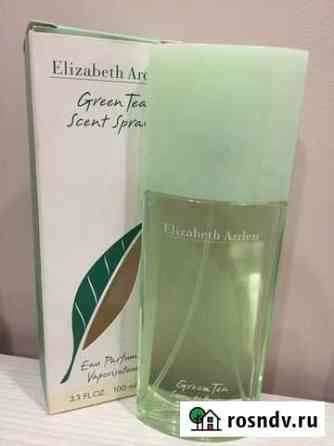 Elizabeth Arden
Green Tea
Scent Spray
Eau Parfumée
Vaporisateur
3.3 FL.OZ. 100 ml
Elizabeth Arden
Green Tea
rosndv.ru